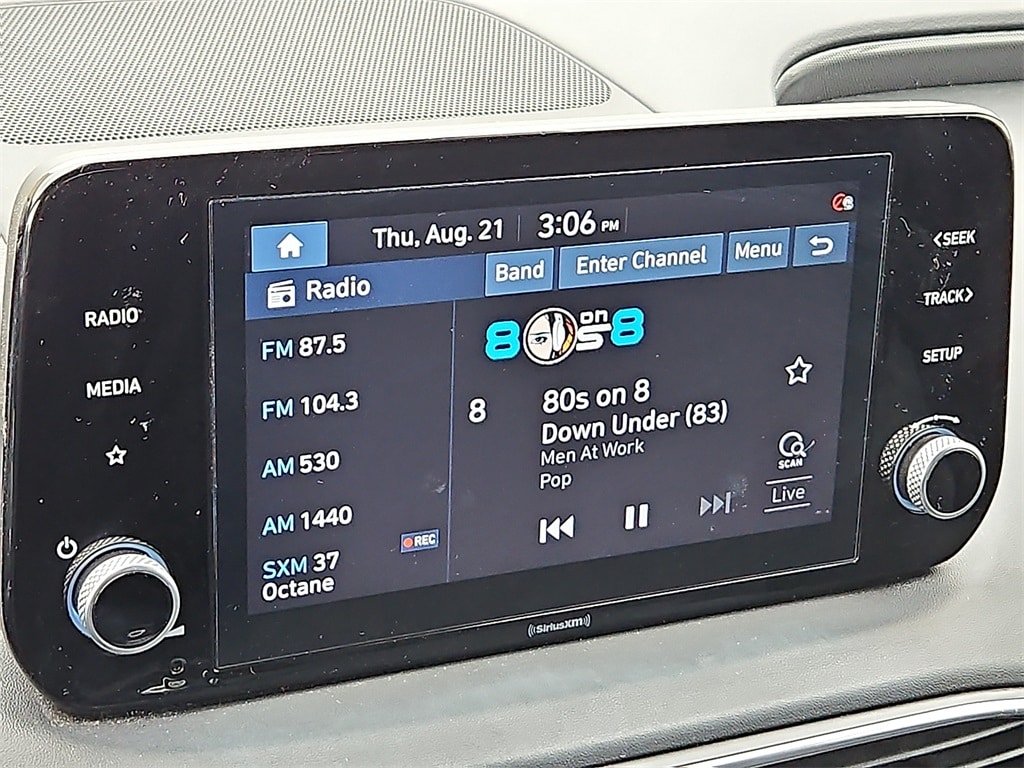 Thu, Aug. 21 3:06 PM
Radio
Band
Enter Channel
Menu
FM 87.5
FM 104.3
AM 530
AM 1440
REC
SXM 37
Octane
80s on 8
8
80s on 8
Down Under (83)
Men At Work
Pop
SCAN
Live
((SiriusXM))
RADIO
MEDIA
<SEEK
TRACK>
SETUP